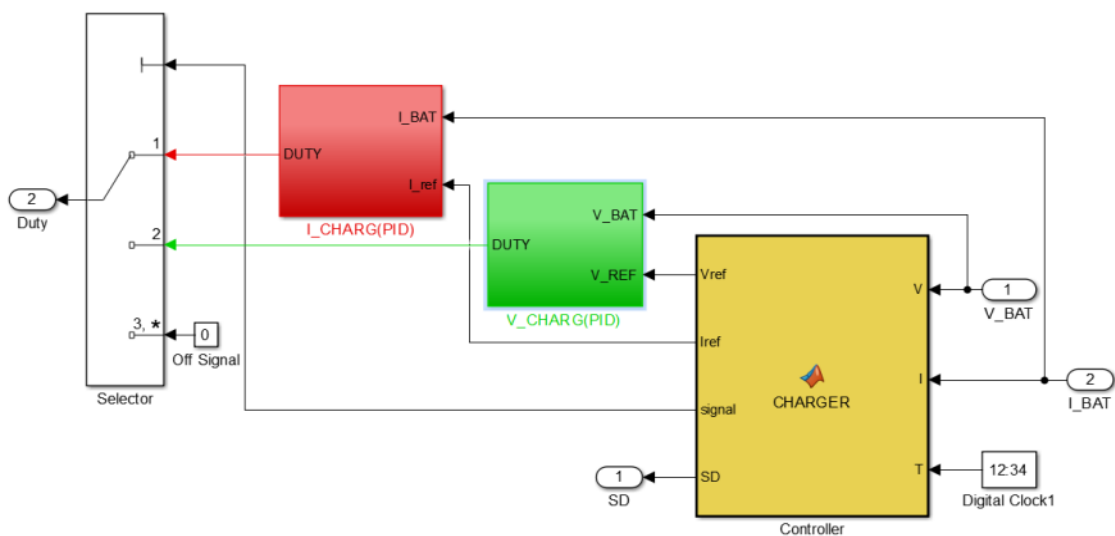 1
2
3, *
Selector
2
Duty
0
Off Signal
I_BAT
DUTY
I_ref
I_CHARG(PID)
V_BAT
DUTY
V_REF
V_CHARG(PID)
Vref
V
Iref
I
CHARGER
signal
SD
T
Controller
1
V_BAT
2
I_BAT
12:34
Digital Clock1
1
SD